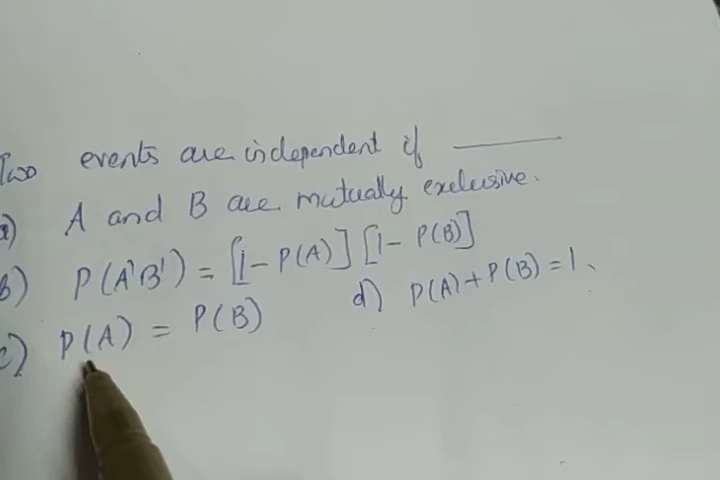 Two events are independent if ______
a) A and B are mutually exclusive.
b) P(A'B') = [1-P(A)] [1- P(B)]
c) P(A) = P(B) d) P(A)+P(B)=1.